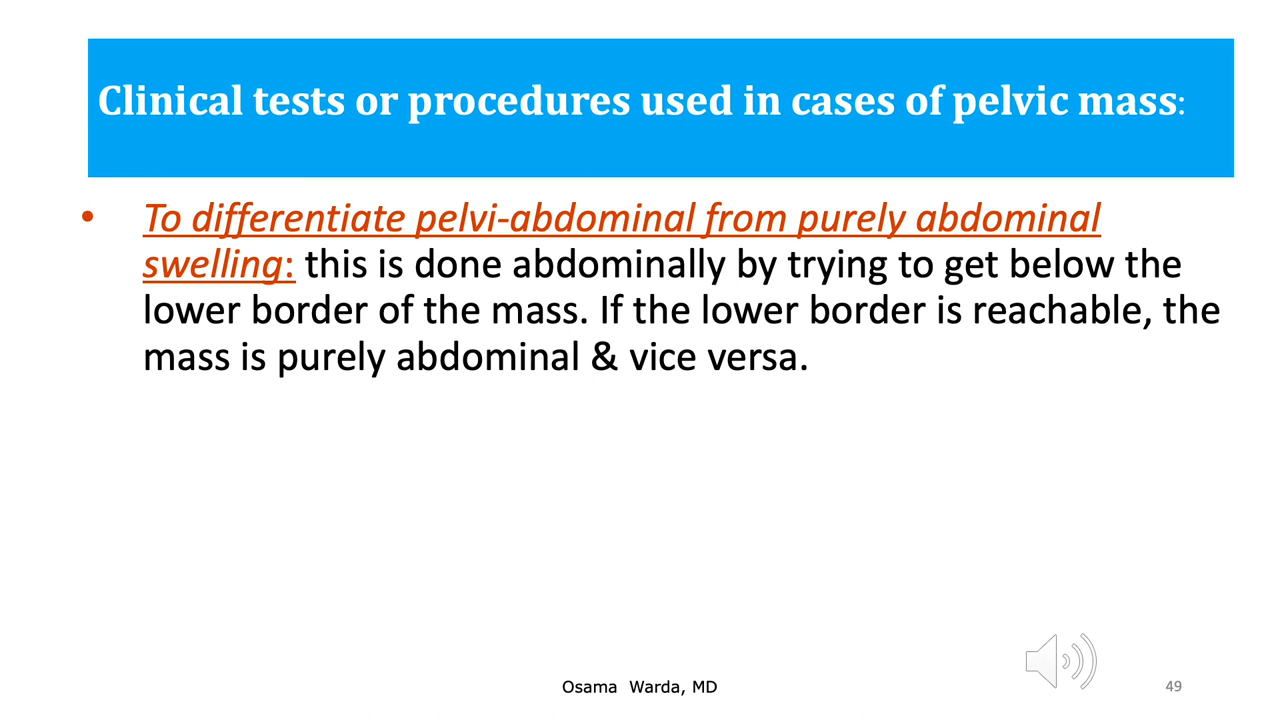 Clinical tests or procedures used in cases of pelvic mass:
• To differentiate pelvi-abdominal from purely abdominal
swelling: this is done abdominally by trying to get below the
lower border of the mass. If the lower border is reachable, the
mass is purely abdominal & vice versa.
Osama Warda, MD
49